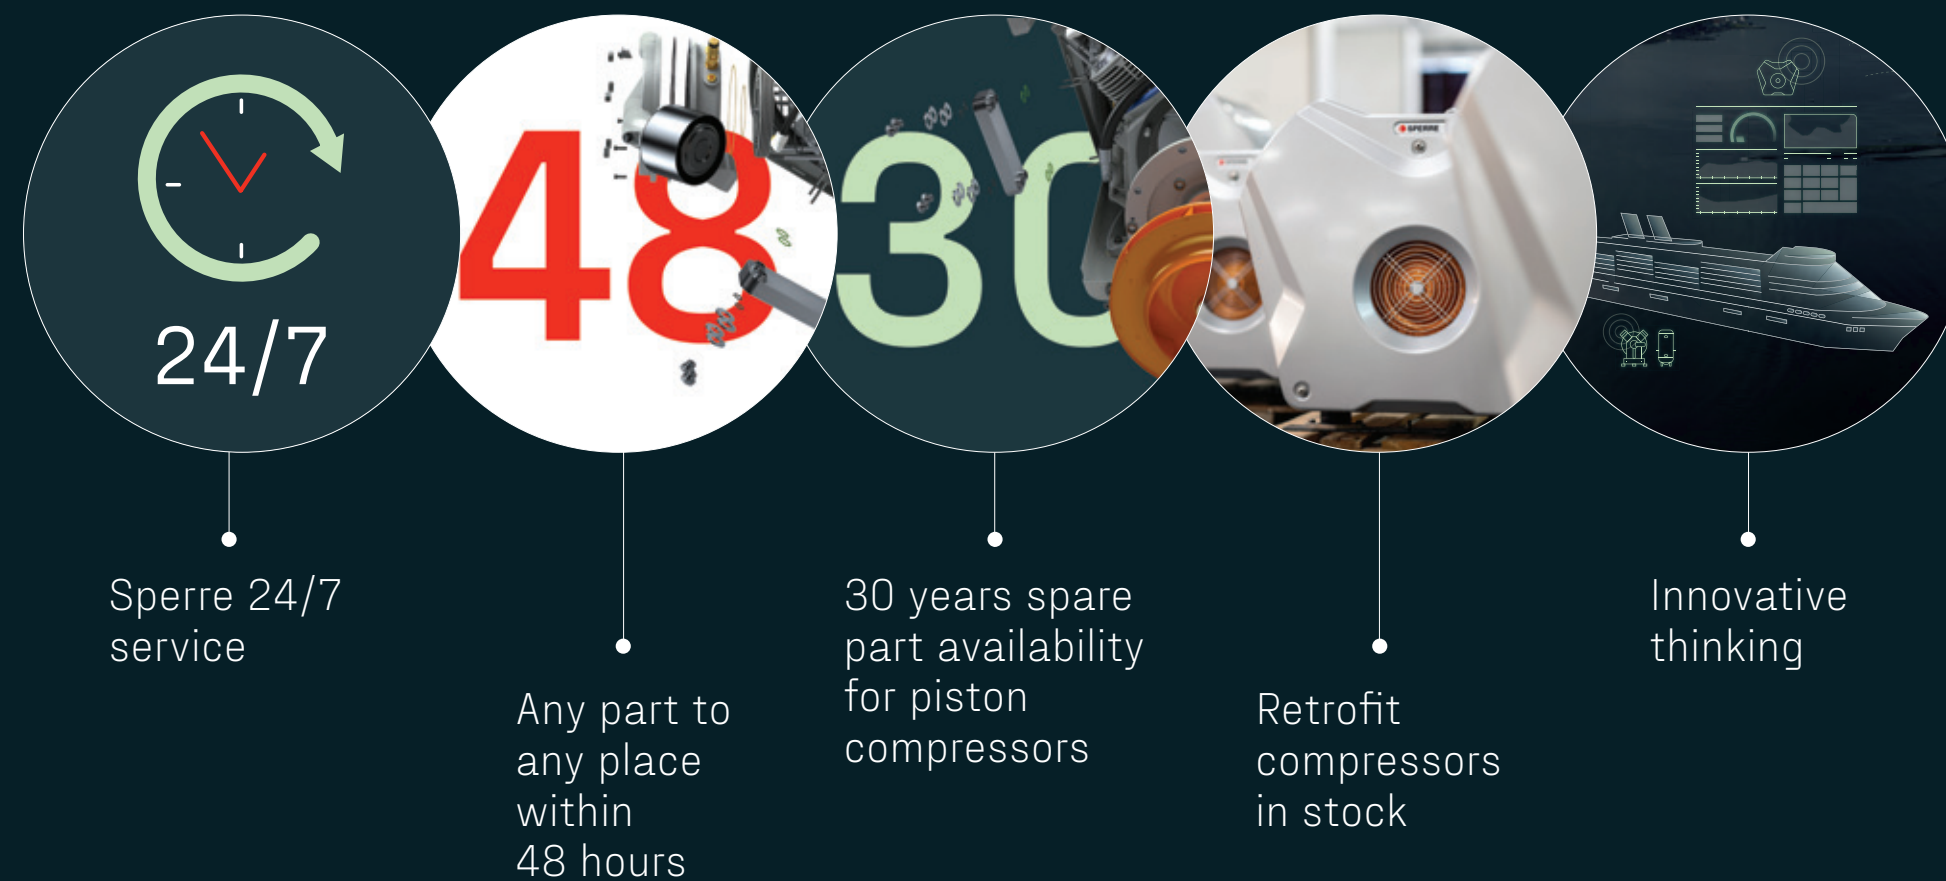 24/7
48
30
SPERRE
Sperre 24/7
service
Any part to
any place
within
48 hours
30 years spare
part availability
for piston
compressors
Retrofit
compressors
in stock
Innovative
thinking